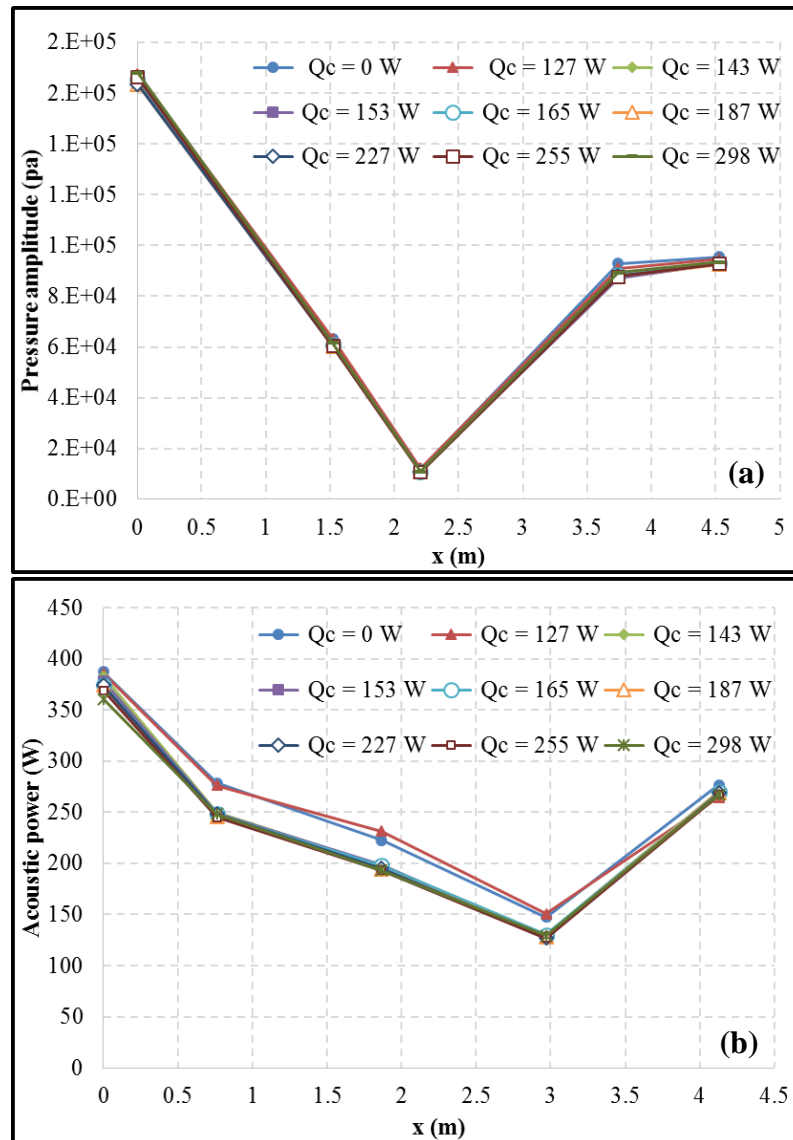 2.E+05
Qc = 0 W Qc = 127 W Qc = 143 W
2.E+05
Qc = 153 W Qc = 165 W Qc = 187 W
1.E+05
Qc = 227 W Qc = 255 W Qc = 298 W
1.E+05
1.E+05
8.E+04
6.E+04
4.E+04
2.E+04
0.E+00
Pressure amplitude (pa)
(a)
0 0.5 1 1.5 2 2.5 3 3.5 4 4.5 5
x (m)
450
Qc = 0 W Qc = 127 W Qc = 143 W
400
Qc = 153 W Qc = 165 W Qc = 187 W
350
Qc = 227 W Qc = 255 W Qc = 298 W
300
250
200
150
100
50
0
Acoustic power (W)
(b)
0 0.5 1 1.5 2 2.5 3 3.5 4 4.5
x (m)